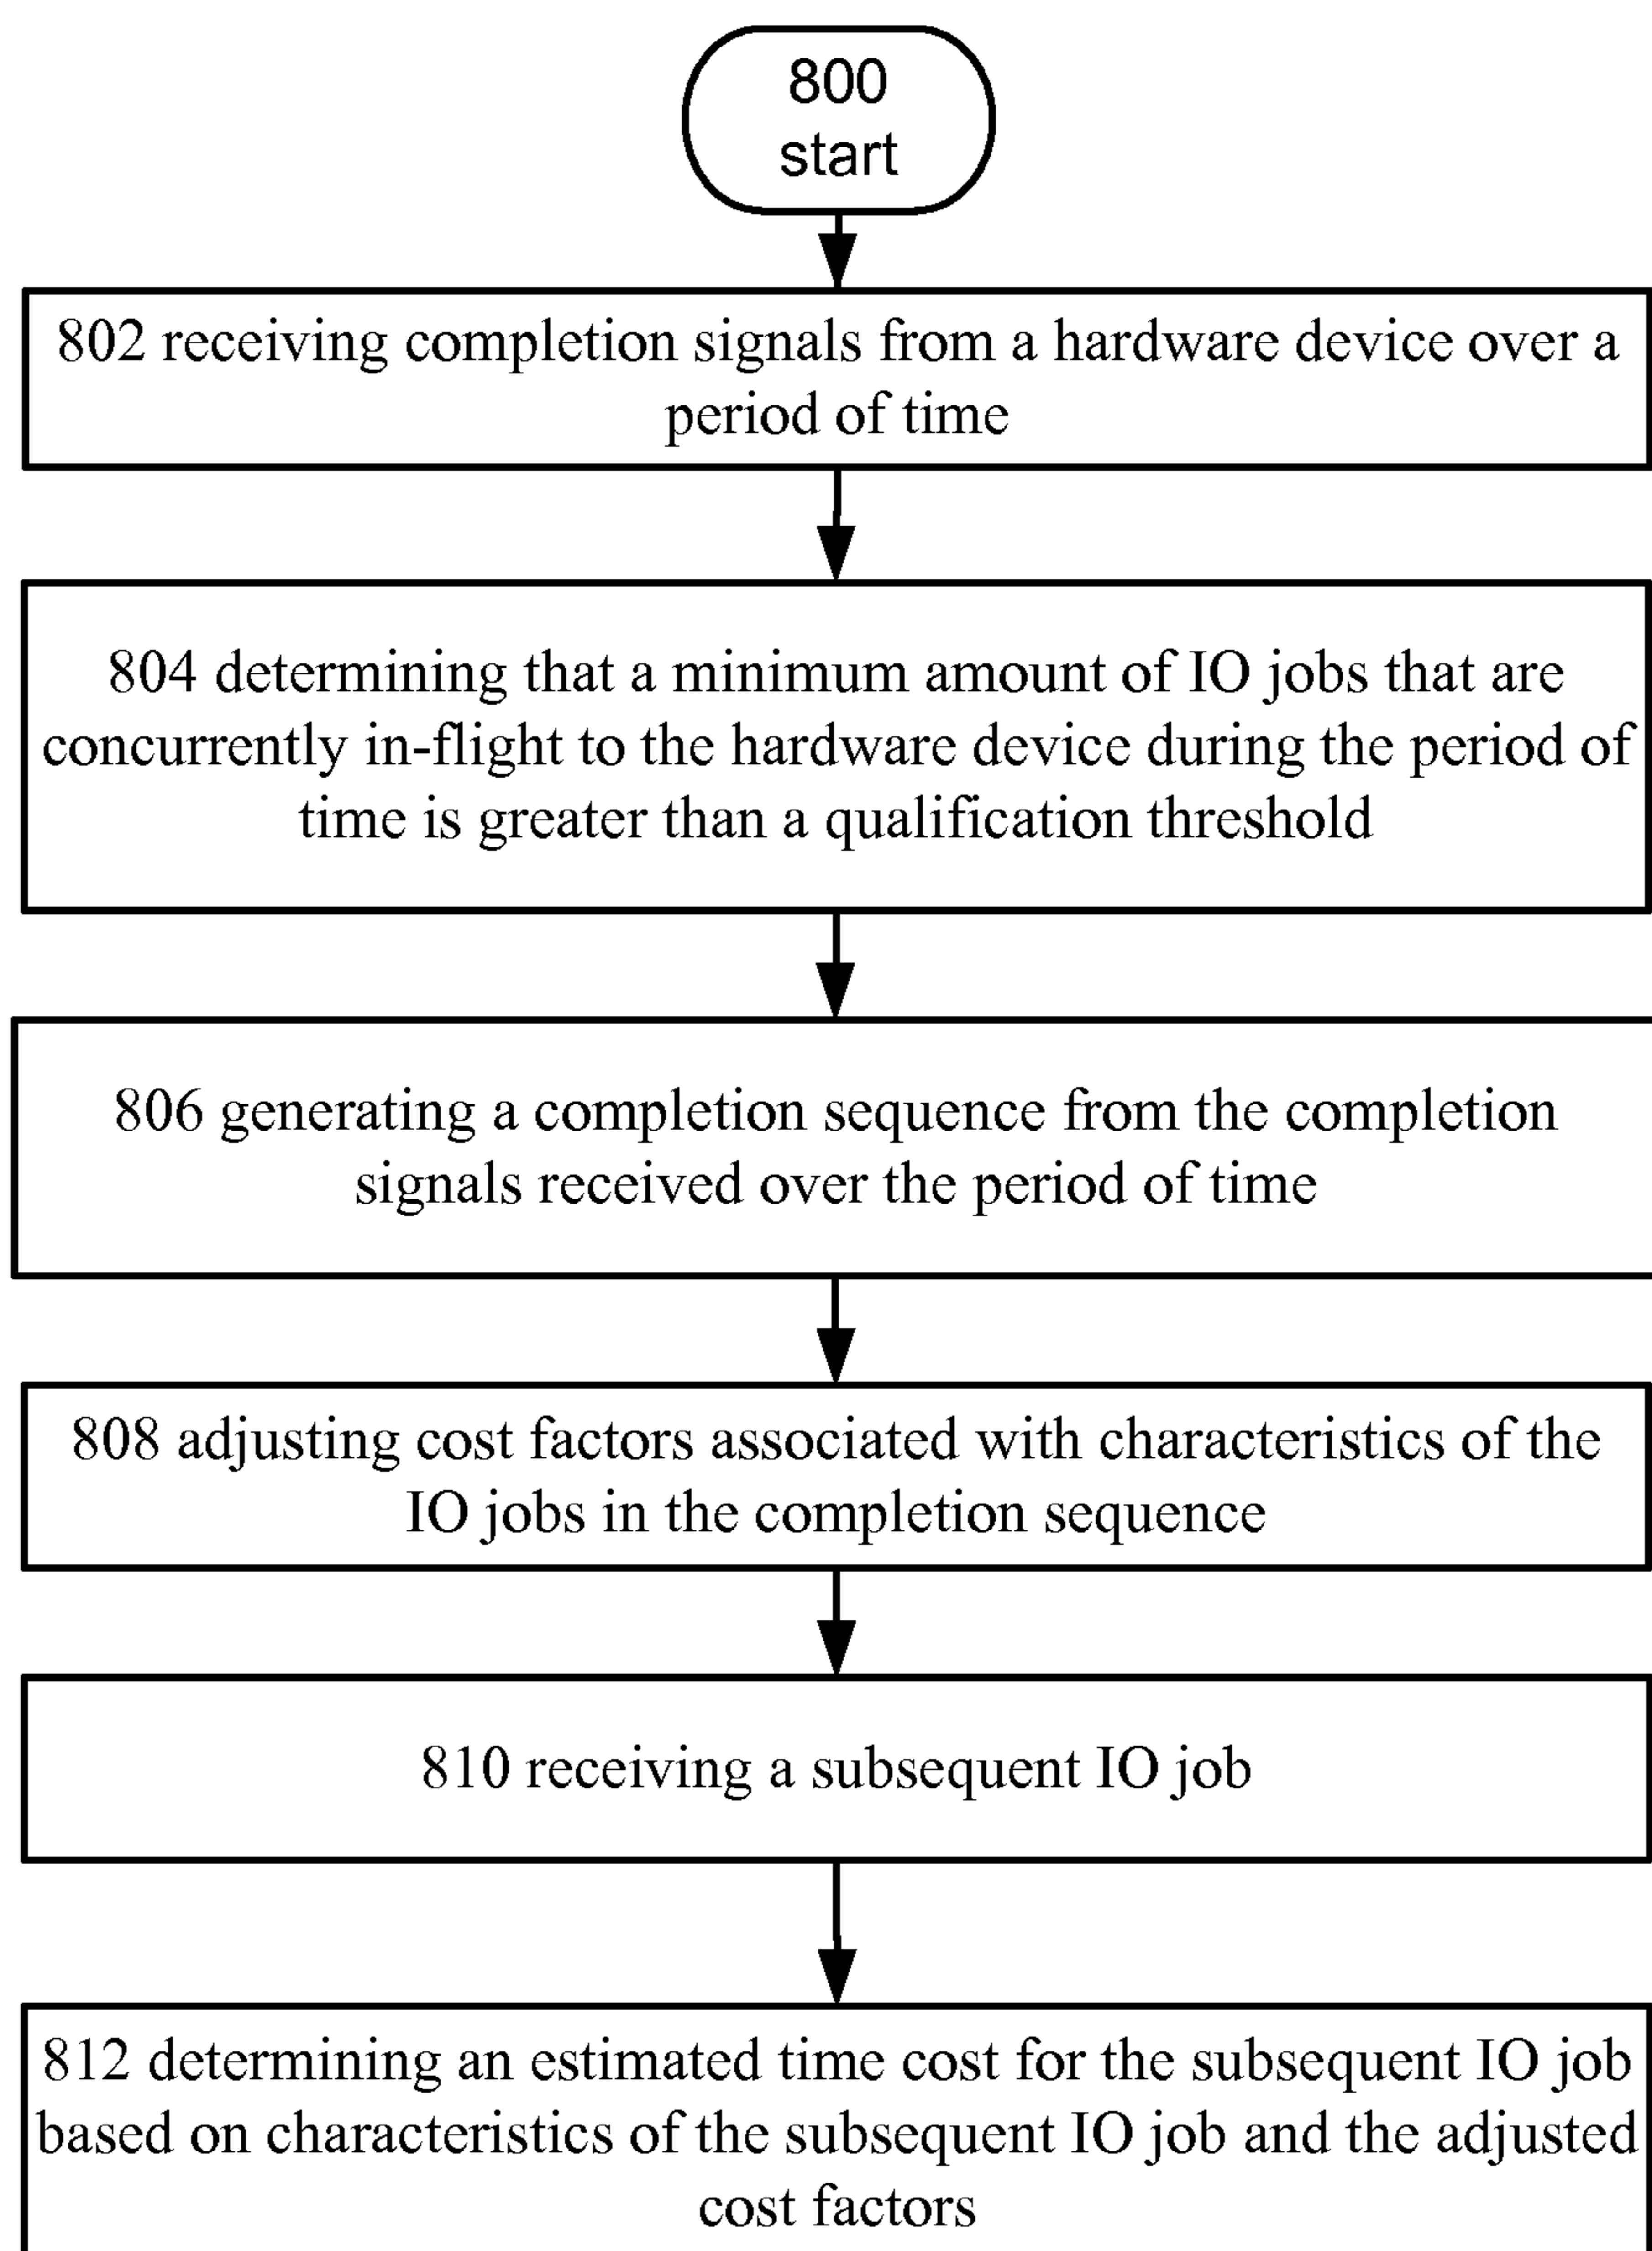 800
start
802 receiving completion signals from a hardware device over a
period of time
804 determining that a minimum amount of IO jobs that are
concurrently in-flight to the hardware device during the period of
time is greater than a qualification threshold
806 generating a completion sequence from the completion
signals received over the period of time
808 adjusting cost factors associated with characteristics of the
IO jobs in the completion sequence
810 receiving a subsequent IO job
812 determining an estimated time cost for the subsequent IO job
based on characteristics of the subsequent IO job and the adjusted
cost factors